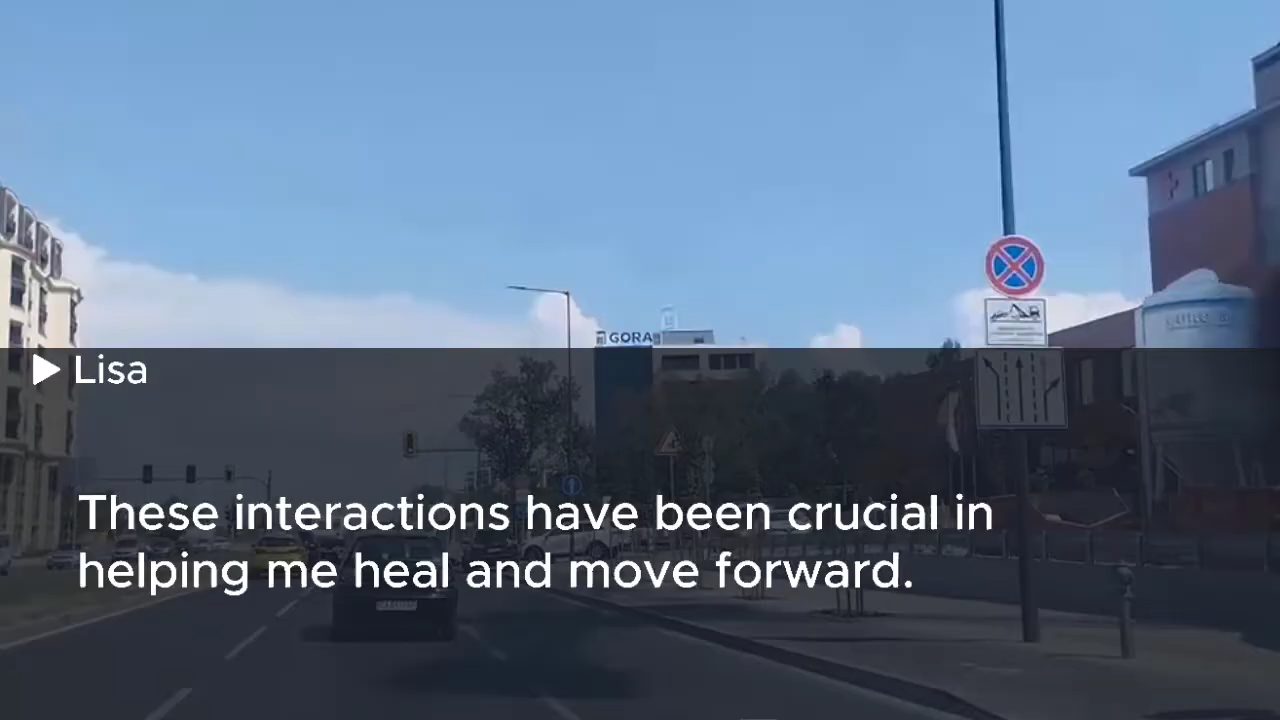 GORA
Lisa
These interactions have been crucial in
helping me heal and move forward.